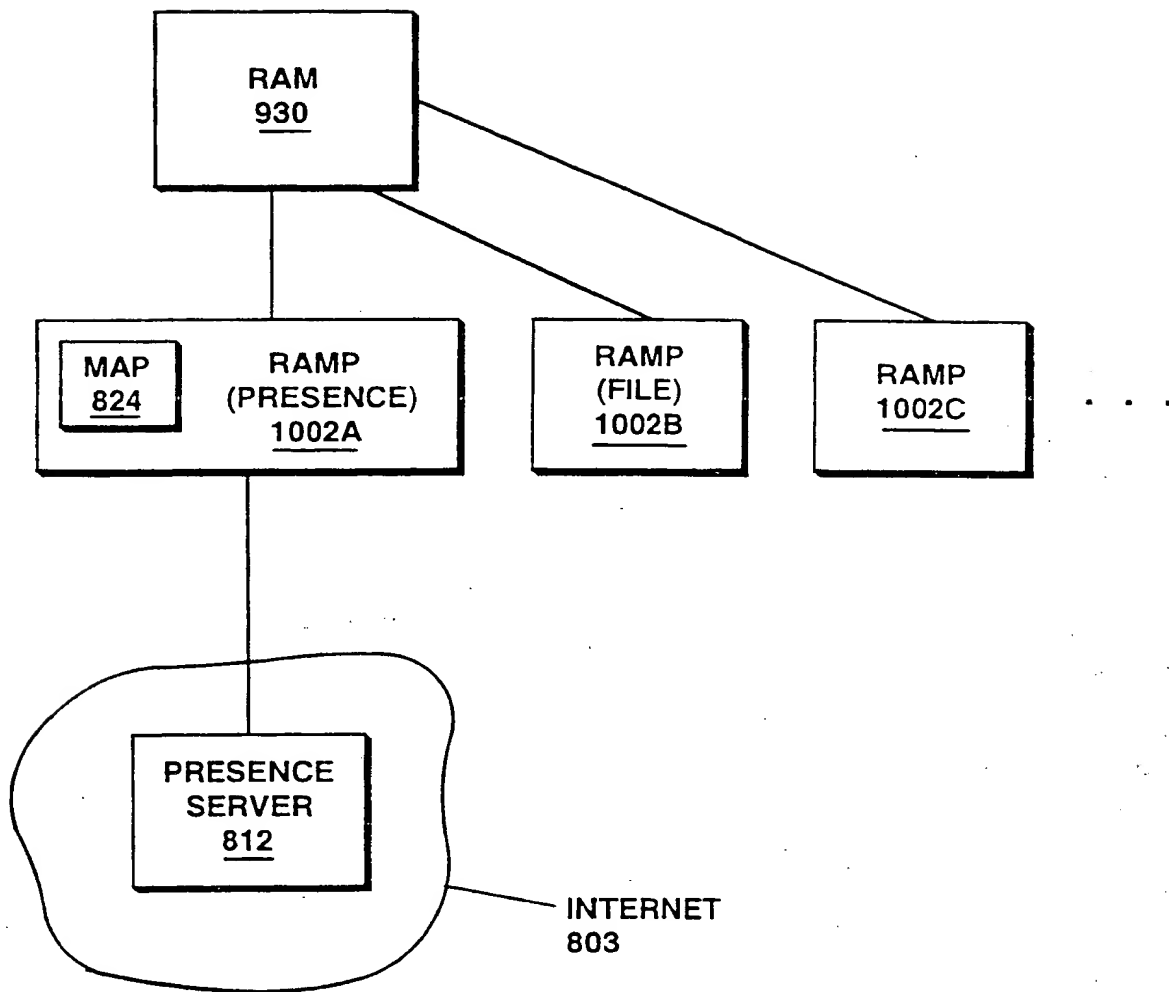 RAM
930
MAP
824
RAMP
(PRESENCE)
1002A
RAMP
(FILE)
1002B
RAMP
1002C
. . .
PRESENCE
SERVER
812
INTERNET
803